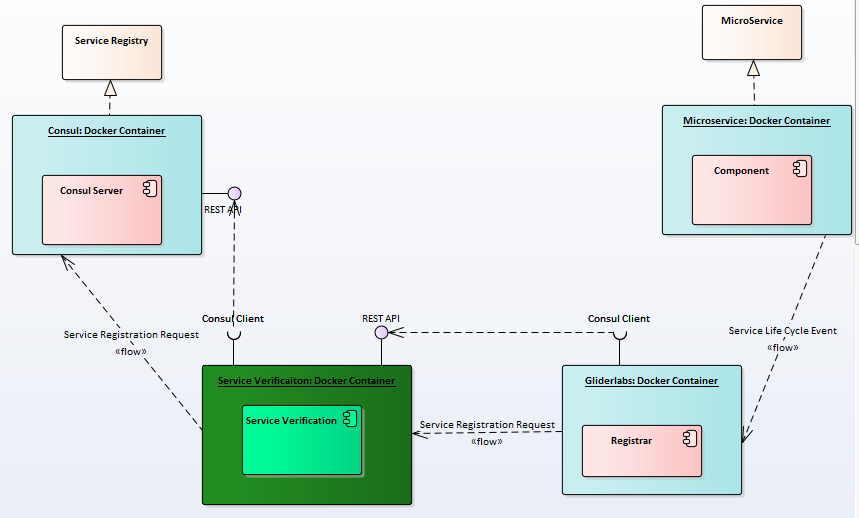 Service Registry
MicroService
Consul: Docker Container
Microservice: Docker Container
Consul Server
Component
REST API
Consul Client
REST API
Consul Client
Service Registration Request
«flow»
Service Life Cycle Event
«flow»
Service Verificaiton: Docker Container
Gliderlabs: Docker Container
Service Verification
Service Registration Request
«flow»
Registrar